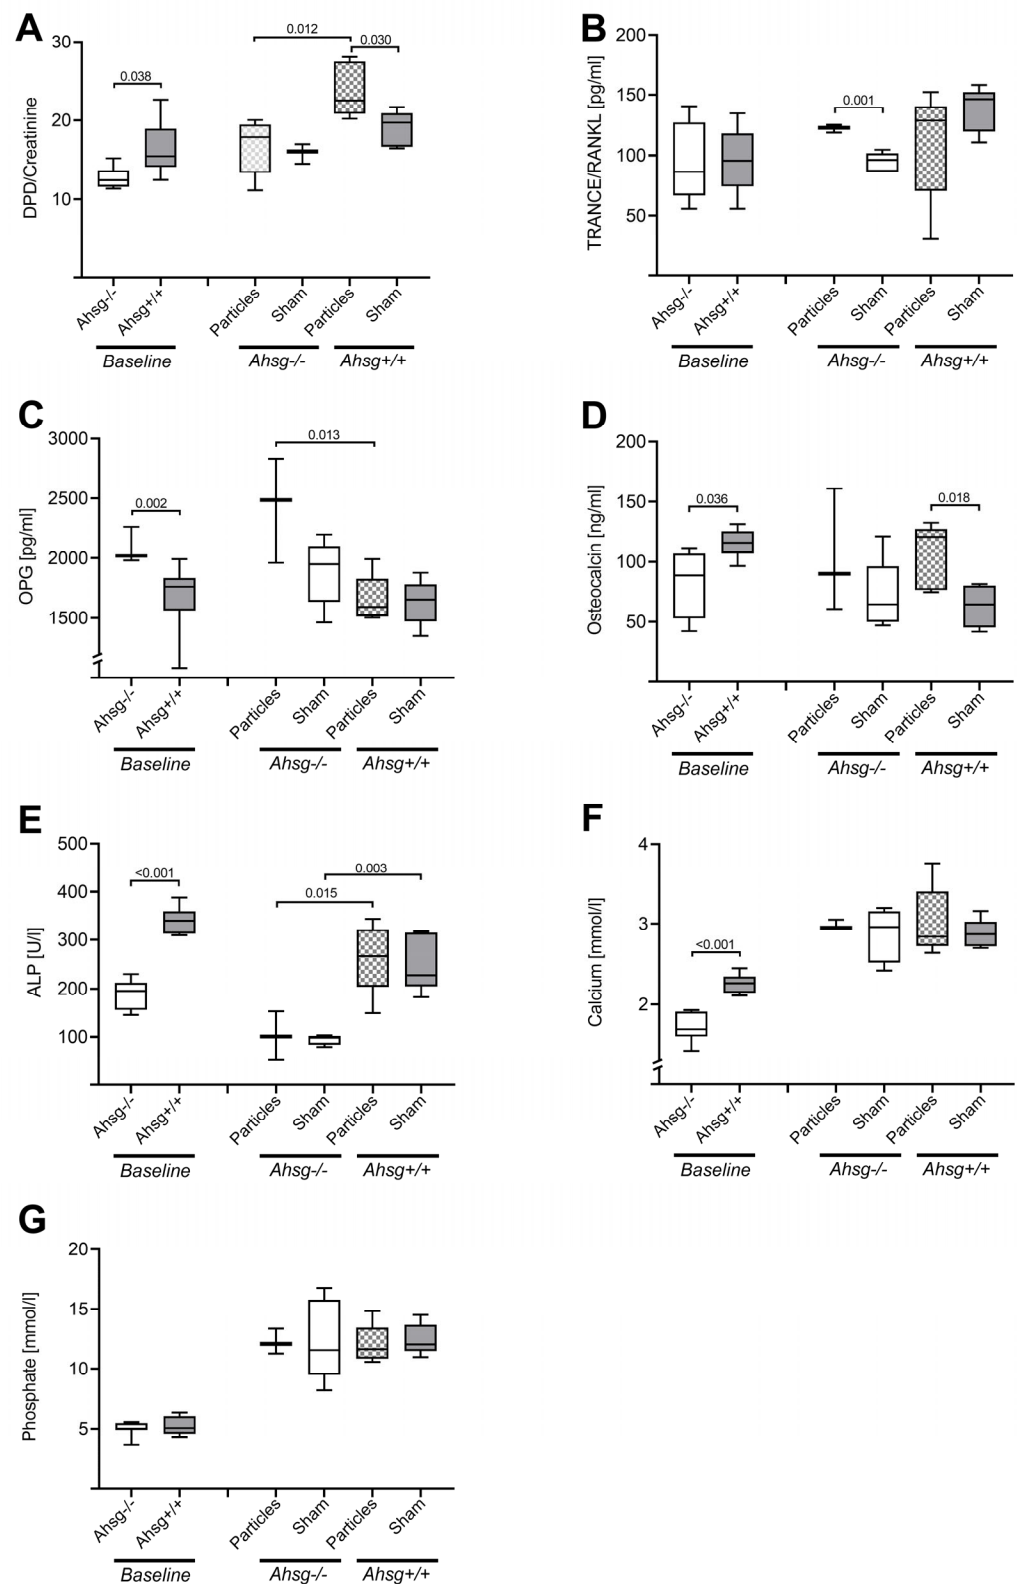 A
DPD/Creatinine
30
20
10
0.038
0.012
0.030
Ahsg-/-
Ahsg+/+
Particles
Sham
Particles
Sham
Baseline
Ahsg-/-
Ahsg+/+
B
TRANCE/RANKL [pg/ml]
200
150
100
50
0.001
Ahsg-/-
Ahsg+/+
Particles
Sham
Particles
Sham
Baseline
Ahsg-/-
Ahsg+/+
C
OPG [pg/ml]
3000
2500
2000
1500
0.002
0.013
Ahsg-/-
Ahsg+/+
Particles
Sham
Particles
Sham
Baseline
Ahsg-/-
Ahsg+/+
D
Osteocalcin [ng/ml]
200
150
100
50
0.036
0.018
Ahsg-/-
Ahsg+/+
Particles
Sham
Particles
Sham
Baseline
Ahsg-/-
Ahsg+/+
E
ALP [U/l]
500
400
300
200
100
<0.001
0.015
0.003
Ahsg-/-
Ahsg+/+
Particles
Sham
Particles
Sham
Baseline
Ahsg-/-
Ahsg+/+
F
Calcium [mmol/l]
4
3
2
<0.001
Ahsg-/-
Ahsg+/+
Particles
Sham
Particles
Sham
Baseline
Ahsg-/-
Ahsg+/+
G
Phosphate [mmol/l]
20
15
10
5
Ahsg-/-
Ahsg+/+
Particles
Sham
Particles
Sham
Baseline
Ahsg-/-
Ahsg+/+